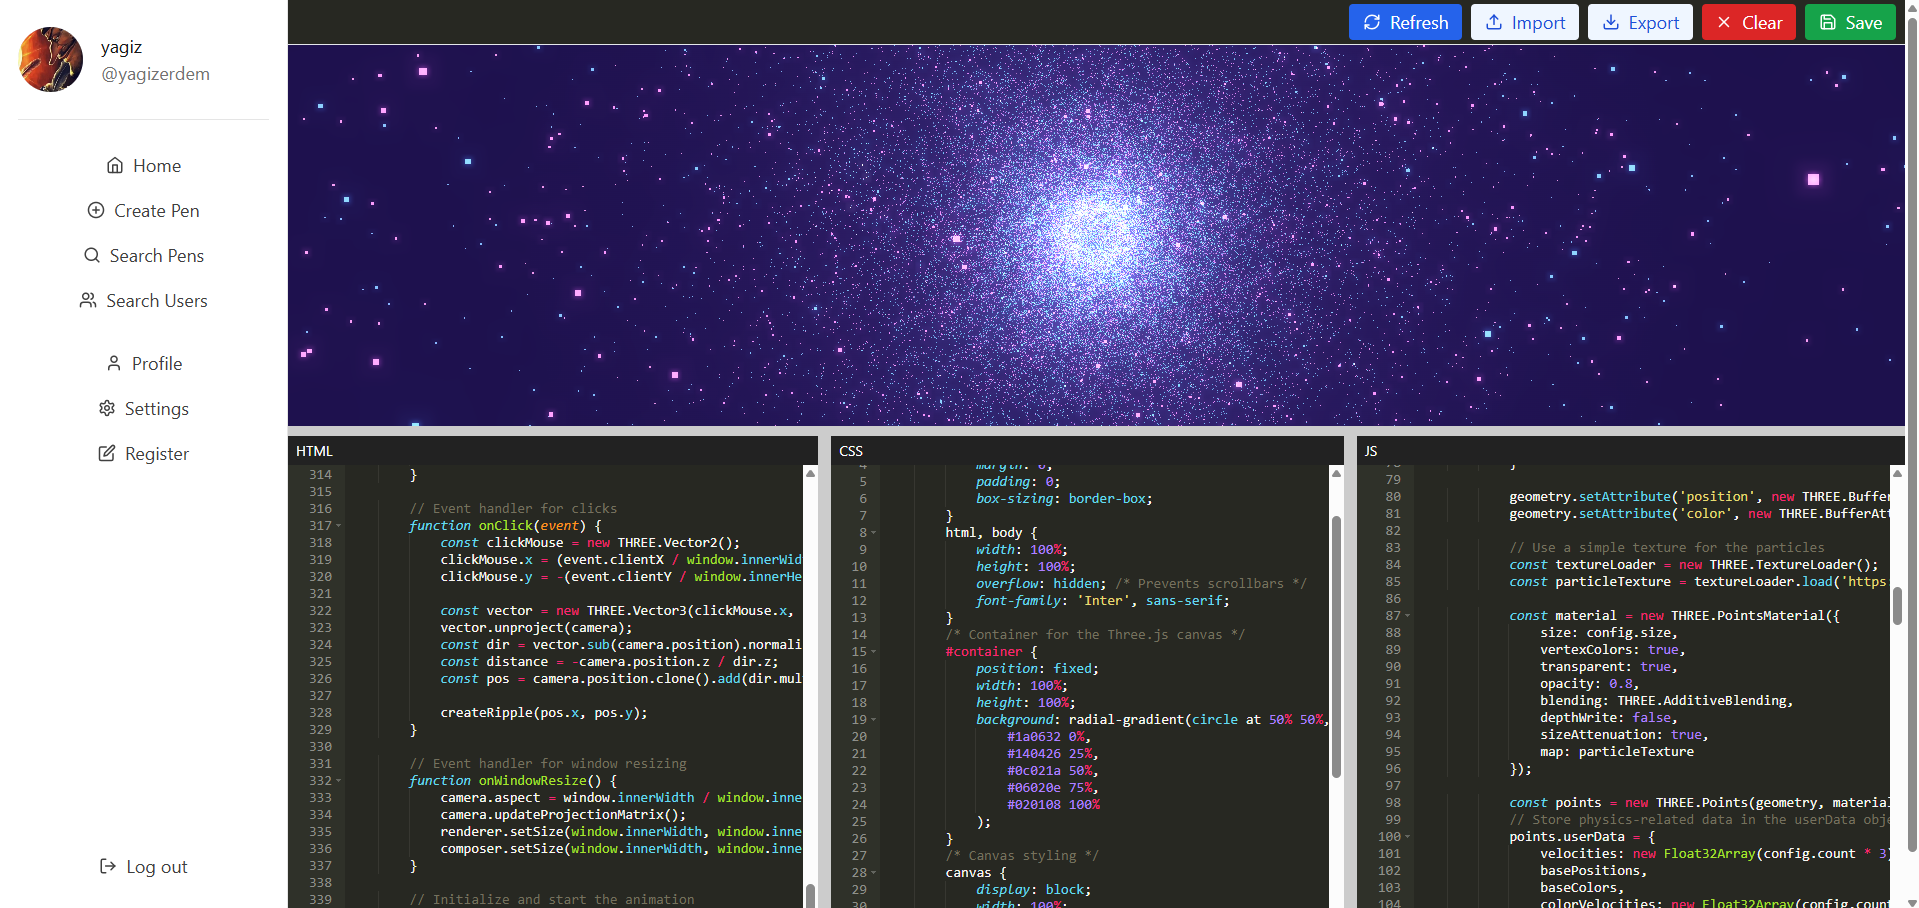 yagiz
@yagizerdem
Home
Create Pen
Search Pens
Search Users
Profile
Settings
Register
Log out
Refresh
Import
Export
Clear
Save
HTML
314 }
315
316 // Event handler for clicks
317 function onClick(event) {
318 const clickMouse = new THREE.Vector2();
319 clickMouse.x = (event.clientX / window.innerWid
320 clickMouse.y = -(event.clientY / window.innerHe
321
322 const vector = new THREE.Vector3(clickMouse.x,
323 vector.unproject(camera);
324 const dir = vector.sub(camera.position).normali
325 const distance = -camera.position.z / dir.z;
326 const pos = camera.position.clone().add(dir.mul
327
328 createRipple(pos.x, pos.y);
329 }
330
331 // Event handler for window resizing
332 function onWindowResize() {
333 camera.aspect = window.innerWidth / window.inne
334 camera.updateProjectionMatrix();
335 renderer.setSize(window.innerWidth, window.inne
336 composer.setSize(window.innerWidth, window.inne
337 }
338
339 // Initialize and start the animation
CSS
4 margin: 0;
5 padding: 0;
6 box-sizing: border-box;
7 }
8 html, body {
9 width: 100%;
10 height: 100%;
11 overflow: hidden; /* Prevents scrollbars */
12 font-family: 'Inter', sans-serif;
13 }
14 /* Container for the Three.js canvas */
15 #container {
16 position: fixed;
17 width: 100%;
18 height: 100%;
19 background: radial-gradient(circle at 50% 50%,
20 #1a0632 0%,
21 #140426 25%,
22 #0c021a 50%,
23 #06020e 75%,
24 #020108 100%
25 );
26 }
27 /* Canvas styling */
28 canvas {
29 display: block;
30 width: 100%;
JS
78 }
79
80 geometry.setAttribute('position', new THREE.Buffer
81 geometry.setAttribute('color', new THREE.BufferAtt
82
83 // Use a simple texture for the particles
84 const textureLoader = new THREE.TextureLoader();
85 const particleTexture = textureLoader.load('https
86
87 const material = new THREE.PointsMaterial({
88 size: config.size,
89 vertexColors: true,
90 transparent: true,
91 opacity: 0.8,
92 blending: THREE.AdditiveBlending,
93 depthWrite: false,
94 sizeAttenuation: true,
95 map: particleTexture
96 });
97
98 const points = new THREE.Points(geometry, material
99 // Store physics-related data in the userData obje
100 points.userData = {
101 velocities: new Float32Array(config.count * 3)
102 basePositions,
103 baseColors,
104 colorVelocities: new Float32Array(config.count